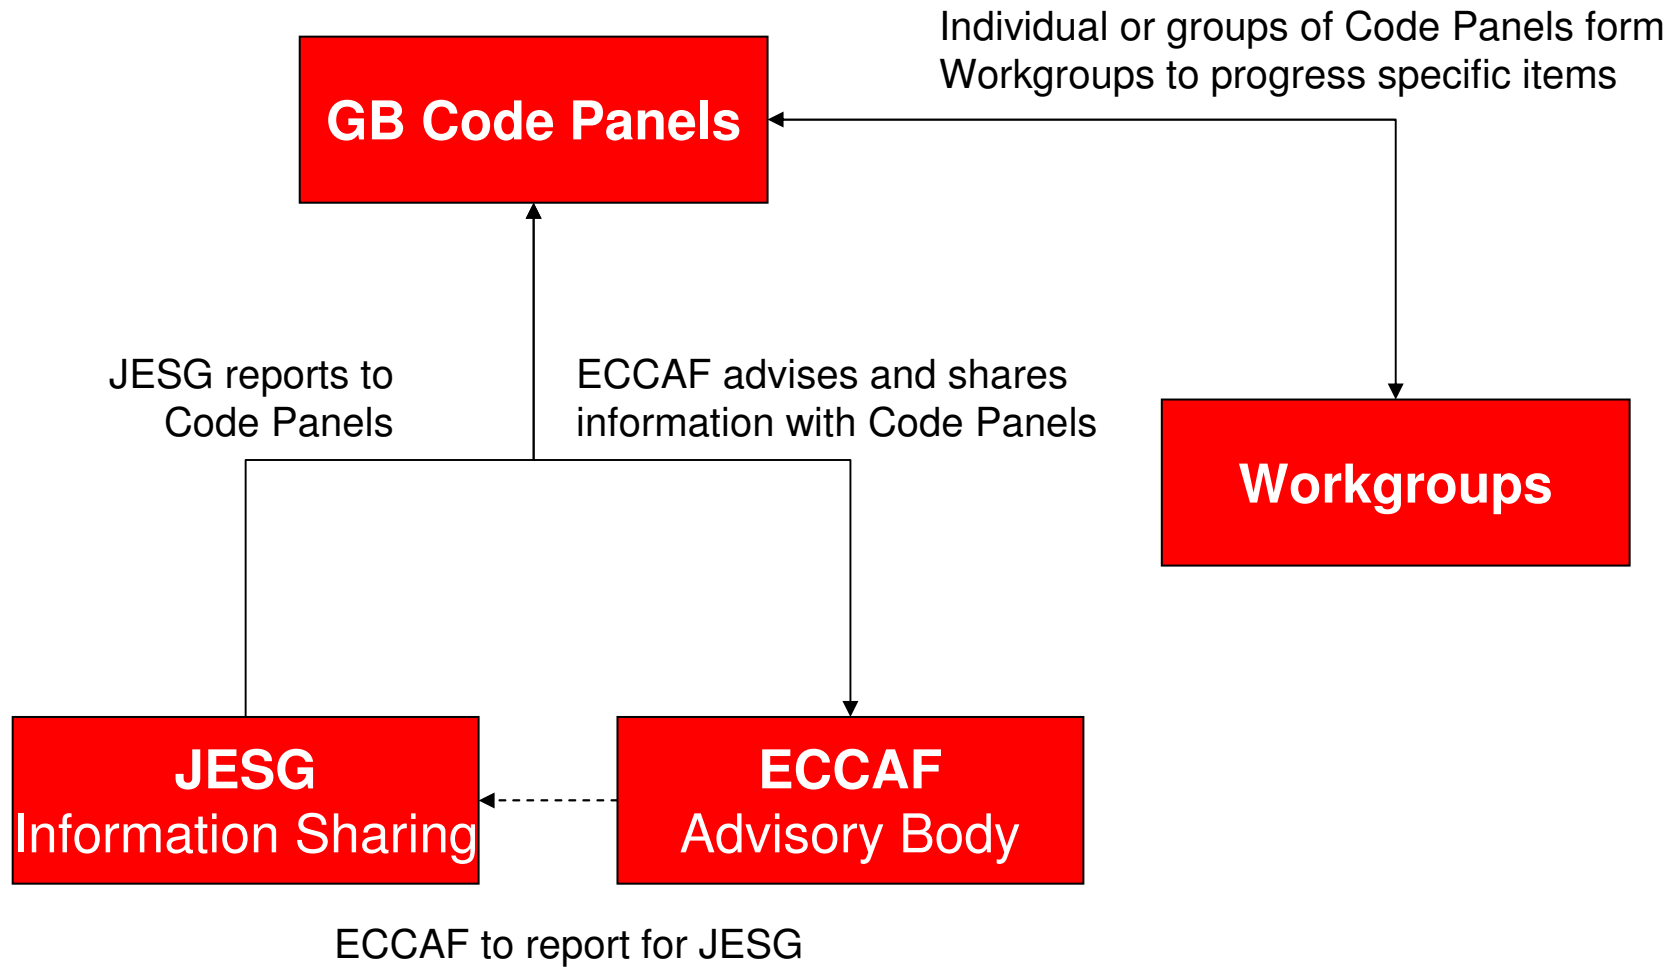 Individual or groups of Code Panels form
Workgroups to progress specific items
GB Code Panels
JESG reports to
Code Panels
ECCAF advises and shares
information with Code Panels
Workgroups
JESG
Information Sharing
ECCAF
Advisory Body
ECCAF to report for JESG